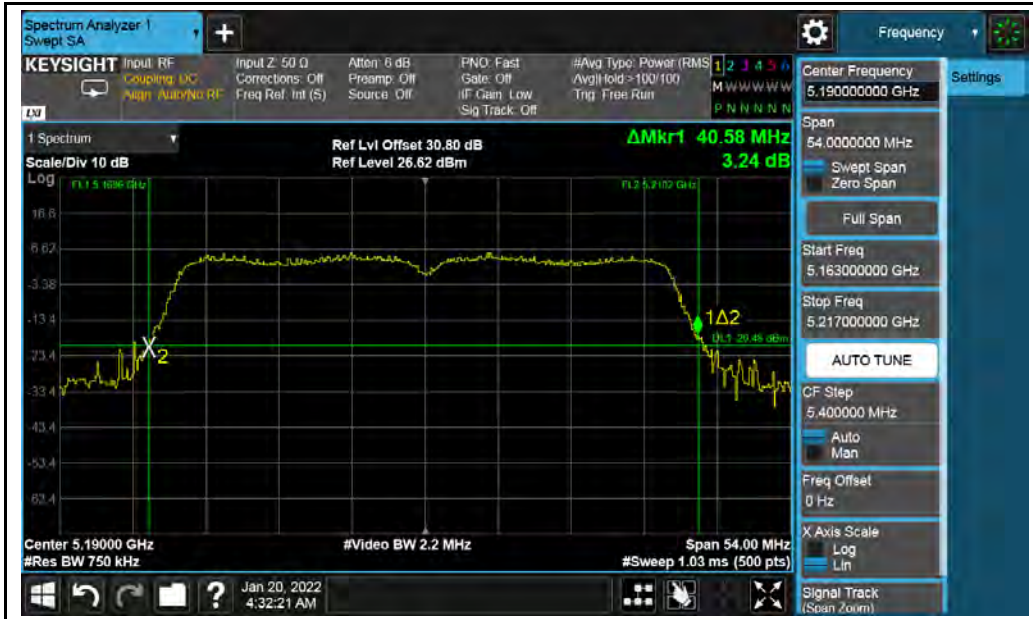 Spectrum Analyzer 1
Swept SA
+
Frequency
KEYSIGHT
Input: RF
Coupling: DC
Align: Auto/No RF
Input Z: 50 Ω
Corrections: Off
Freq Ref: Int (S)
Atten: 6 dB
Preamp: Off
Source: Off
PNO: Fast
Gate: Off
IF Gain: Low
Sig Track: Off
#Avg Type: Power (RMS
Avg|Hold:>100/100
Trig: Free Run
1 2 3 4 5 6
M W W W W W
P N N N N N
LXI
Center Frequency
5.190000000 GHz
Settings
Span
54.0000000 MHz
Swept Span
Zero Span
Full Span
Start Freq
5.163000000 GHz
Stop Freq
5.217000000 GHz
AUTO TUNE
CF Step
5.400000 MHz
Auto
Man
Freq Offset
0 Hz
X Axis Scale
Log
Lin
Signal Track
(Span Zoom)
1 Spectrum
Scale/Div 10 dB
Ref Lvl Offset 30.80 dB
Ref Level 26.62 dBm
ΔMkr1 40.58 MHz
3.24 dB
Log
16.6
6.62
-3.38
-13.4
-23.4
-33.4
-43.4
-53.4
-63.4
1Δ2
2
Center 5.19000 GHz
#Res BW 750 kHz
#Video BW 2.2 MHz
Span 54.00 MHz
#Sweep 1.03 ms (500 pts)
?
Jan 20, 2022
4:32:21 AM